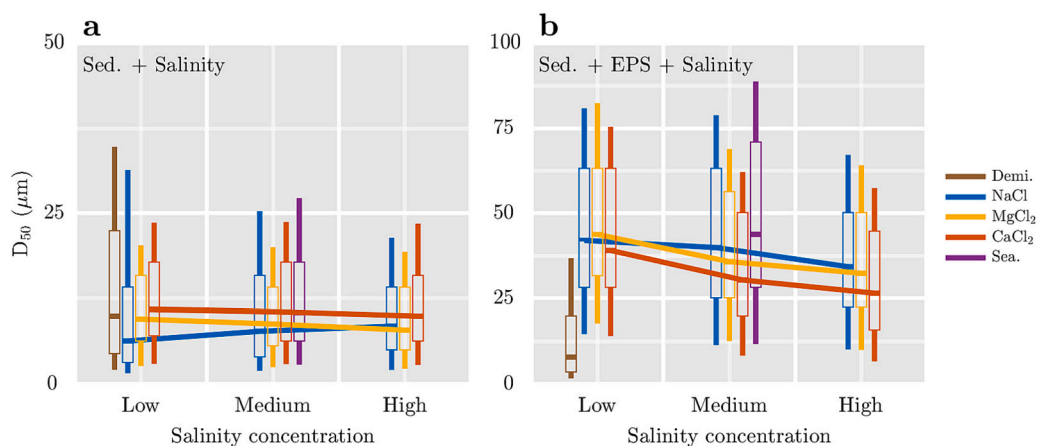 a
50
Sed. + Salinity
25
0
D50 (μm)
Low Medium High
Salinity concentration
b
100
Sed. + EPS + Salinity
75
50
25
0
Low Medium High
Salinity concentration
Demi.
NaCl
MgCl2
CaCl2
Sea.